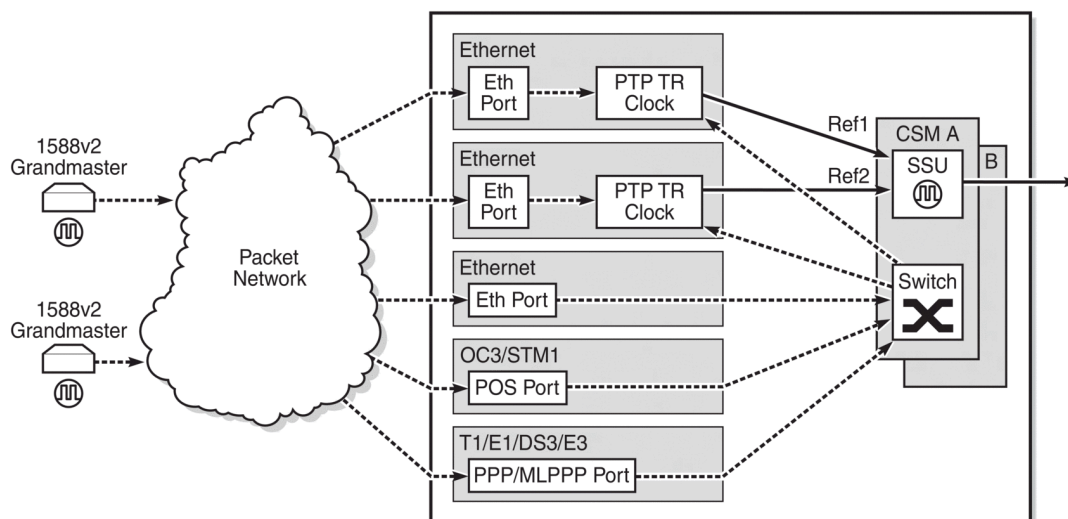 1588v2
Grandmaster
1588v2
Grandmaster
Packet
Network
Ethernet
Eth
Port
PTP TR
Clock
Ethernet
Eth
Port
PTP TR
Clock
Ethernet
Eth Port
OC3/STM1
POS Port
T1/E1/DS3/E3
PPP/MLPPP Port
Ref1
Ref2
CSM A
SSU
B
Switch